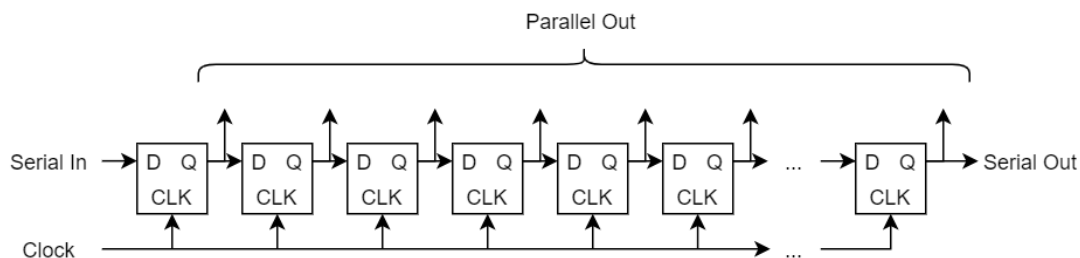 Parallel Out
Serial In
D Q
D Q
D Q
D Q
D Q
D Q
...
D Q
Serial Out
CLK
CLK
CLK
CLK
CLK
CLK
CLK
Clock
...